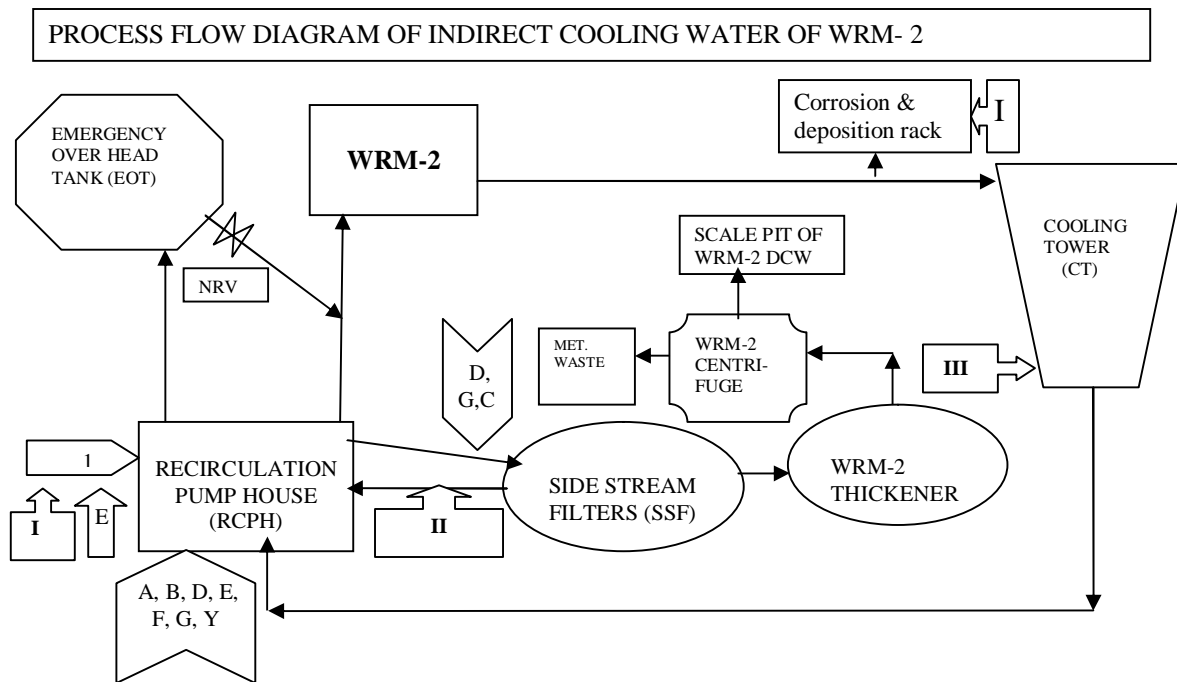 PROCESS FLOW DIAGRAM OF INDIRECT COOLING WATER OF WRM- 2
EMERGENCY
OVER HEAD
TANK (EOT)
WRM-2
Corrosion &
deposition rack
I
COOLING
TOWER
(CT)
NRV
SCALE PIT OF
WRM-2 DCW
MET.
WASTE
WRM-2
CENTRI-
FUGE
III
D,
G,C
1
I
E
RECIRCULATION
PUMP HOUSE
(RCPH)
II
SIDE STREAM
FILTERS (SSF)
WRM-2
THICKENER
A, B, D, E,
F, G, Y